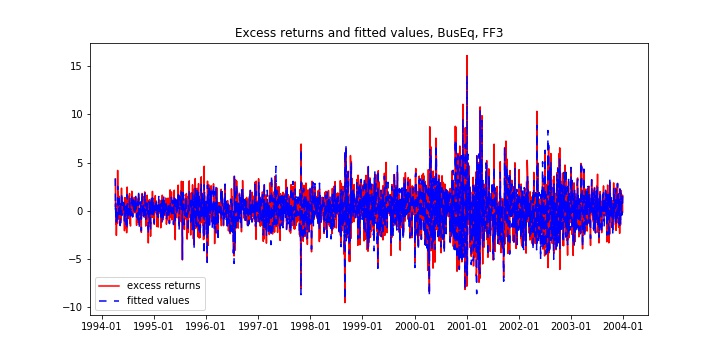 Excess returns and fitted values, BusEq, FF3
15
10
5
0
−5
−10
excess returns
fitted values
1994-01 1995-01 1996-01 1997-01 1998-01 1999-01 2000-01 2001-01 2002-01 2003-01 2004-01